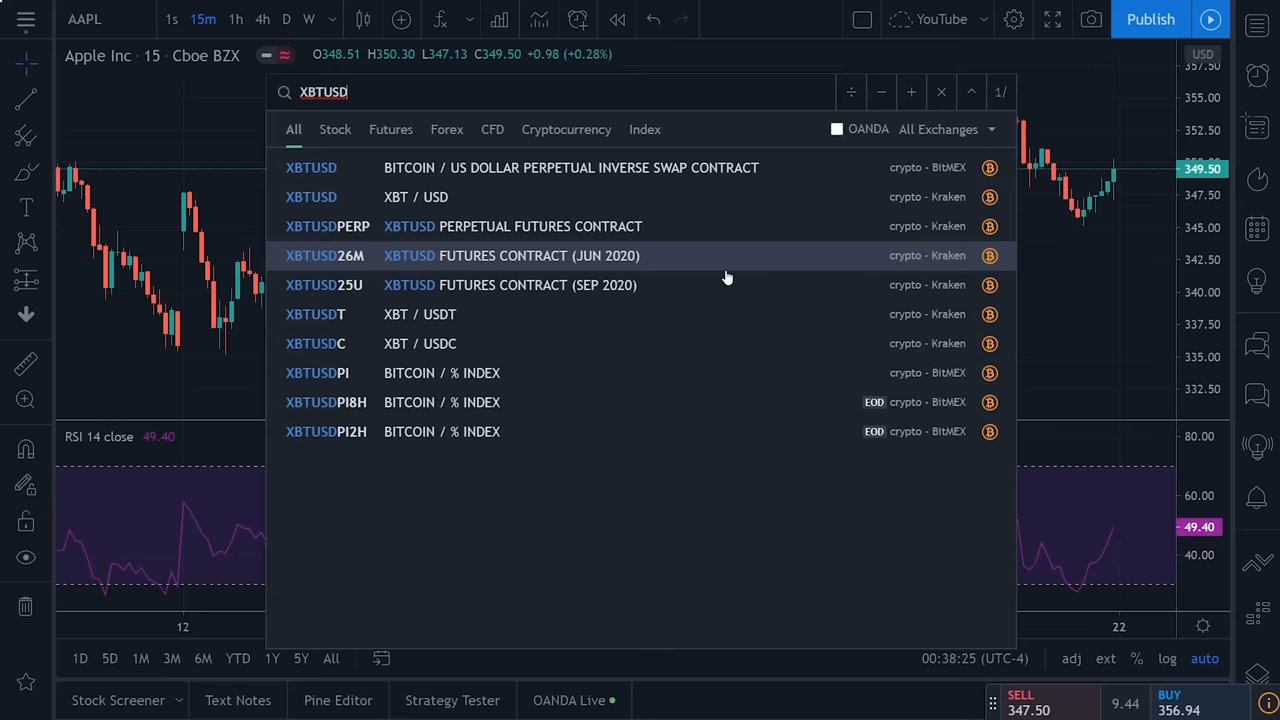 AAPL 1s 15m 1h 4h D W YouTube Publish
Apple Inc · 15 · Cboe BZX O348.51 H350.30 L347.13 C349.50 +0.98 (+0.28%) USD
357.50
XBTUSD ÷ − + × ^ 1/
355.00
All Stock Futures Forex CFD Cryptocurrency Index OANDA All Exchanges
352.50
XBTUSD BITCOIN / US DOLLAR PERPETUAL INVERSE SWAP CONTRACT crypto - BitMEX
349.50
XBTUSD XBT / USD crypto - Kraken
347.50
XBTUSDPERP XBTUSD PERPETUAL FUTURES CONTRACT crypto - Kraken
345.00
XBTUSD26M XBTUSD FUTURES CONTRACT (JUN 2020) crypto - Kraken
342.50
XBTUSD25U XBTUSD FUTURES CONTRACT (SEP 2020) crypto - Kraken
340.00
XBTUSDT XBT / USDT crypto - Kraken
337.50
XBTUSDC XBT / USDC crypto - Kraken
335.00
XBTUSDPI BITCOIN / % INDEX crypto - BitMEX
332.50
XBTUSDPI8H BITCOIN / % INDEX EOD crypto - BitMEX
XBTUSDPI2H BITCOIN / % INDEX EOD crypto - BitMEX
RSI 14 close 49.40
80.00
60.00
49.40
40.00
12 22
1D 5D 1M 3M 6M YTD 1Y 5Y All 00:38:25 (UTC-4) adj ext % log auto
Stock Screener Text Notes Pine Editor Strategy Tester OANDA Live
SELL 9.44 BUY
347.50 356.94